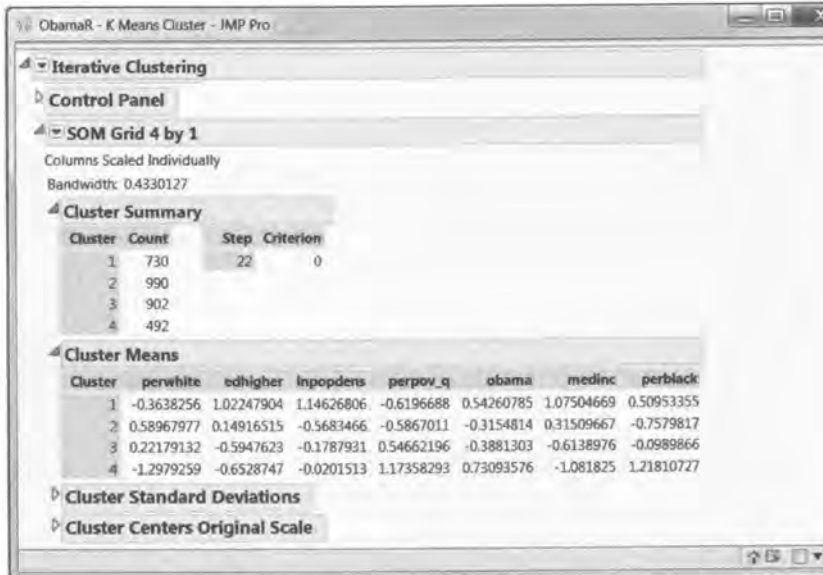 ObamaR - K Means Cluster - JMP Pro
Iterative Clustering
Control Panel
SOM Grid 4 by 1
Columns Scaled Individually
Bandwidth: 0.4330127
Cluster Summary
Cluster Count Step Criterion
1 730 22 0
2 990
3 902
4 492
Cluster Means
Cluster perwhite edhigher lnpopdens perpov_q obama medinc perblack
1 -0.3638256 1.02247904 1.14626806 -0.6196688 0.54260785 1.07504669 0.50953355
2 0.58967977 0.14916515 -0.5683466 -0.5867011 -0.3154814 0.31509667 -0.7579817
3 0.22179132 -0.5947623 -0.1787931 0.54662196 -0.3881303 -0.6138976 -0.0989866
4 -1.2979259 -0.6528747 -0.0201513 1.17358293 0.73093576 -1.081825 1.21810727
Cluster Standard Deviations
Cluster Centers Original Scale